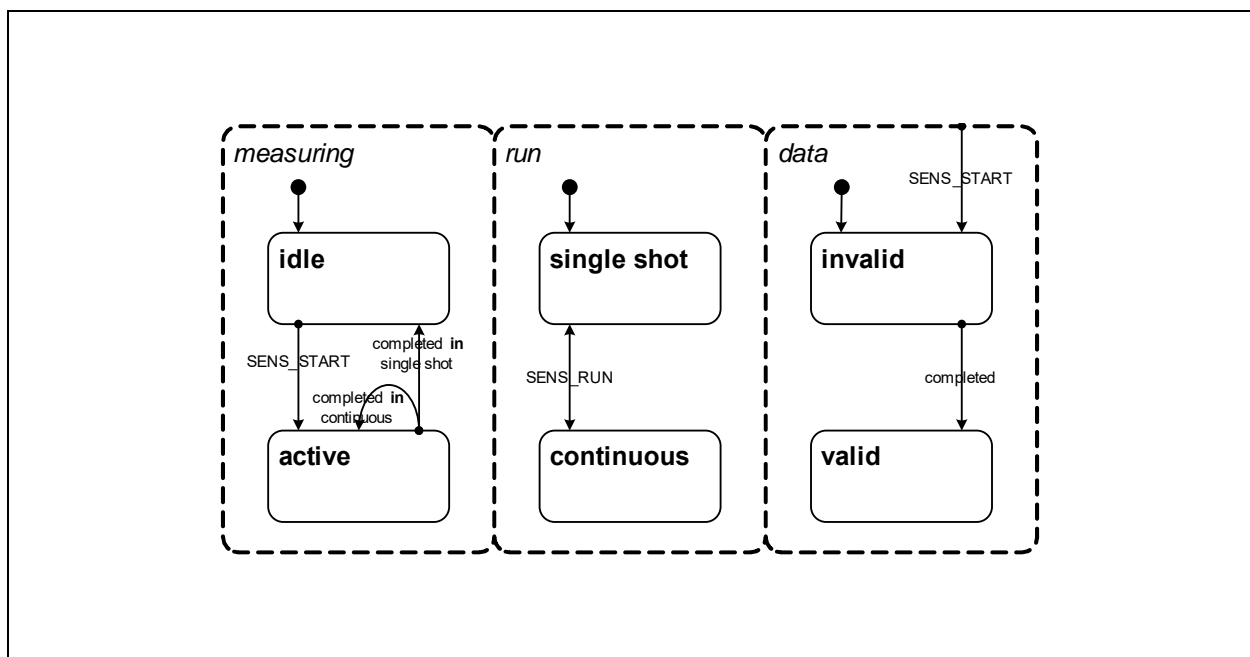 measuring
idle
SENS_START
completed in
single shot
completed in
continuous
active
run
single shot
SENS_RUN
continuous
data
SENS_START
invalid
completed
valid